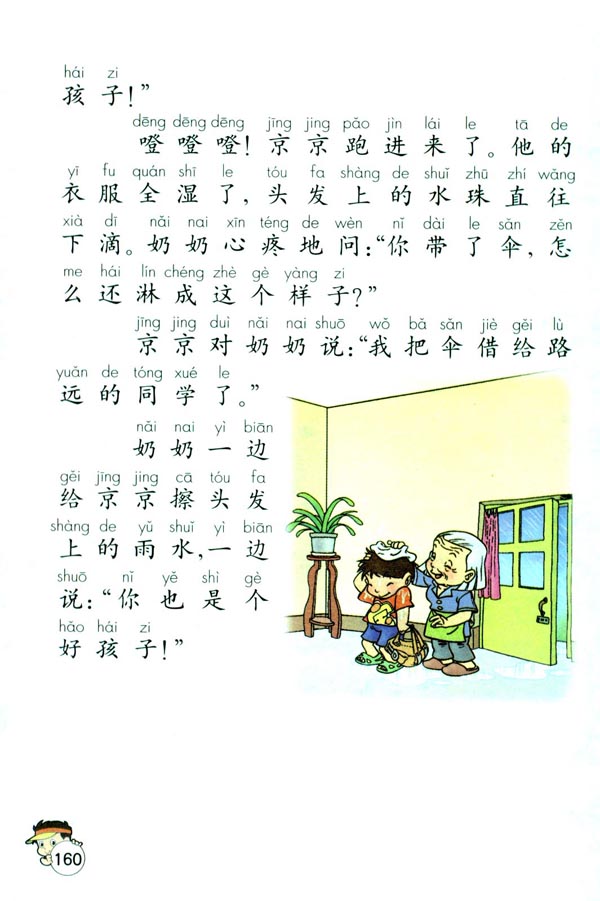 hái zi
孩子！”
dēng dēng dēng jīng jing pǎo jìn lái le tā de
噔噔噔！京京跑进来了。他的
yī fu quán shī le tóu fa shàng de shuǐ zhū zhí wǎng
衣服全湿了，头发上的水珠直往
xià dī nǎi nai xīn téng de wèn nǐ dài le sǎn zěn
下滴。奶奶心疼地问：“你带了伞，怎
me hái lín chéng zhè gè yàng zi
么还淋成这个样子？”
jīng jing duì nǎi nai shuō wǒ bǎ sǎn jiè gěi lù
京京对奶奶说：“我把伞借给路
yuǎn de tóng xué le
远的同学了。”
nǎi nai yì biān
奶奶一边
gěi jīng jing cā tóu fa
给京京擦头发
shàng de yǔ shuǐ yì biān
上的雨水，一边
shuō nǐ yě shì gè
说：“你也是个
hǎo hái zi
好孩子！”
160